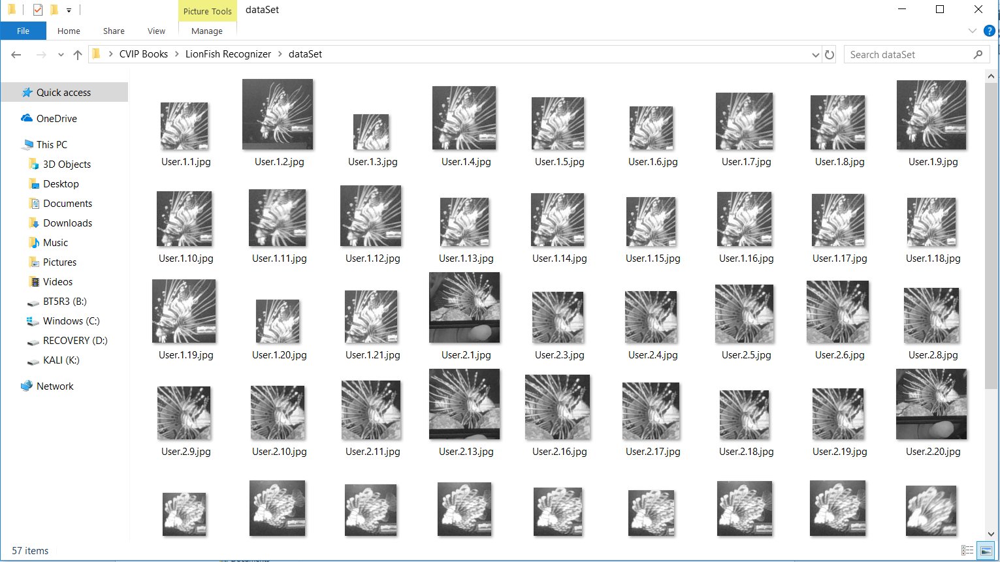 Picture Tools dataSet
File Home Share View Manage
CVIP Books LionFish Recognizer dataSet
Search dataSet
Quick access
OneDrive
This PC
3D Objects
Desktop
Documents
Downloads
Music
Pictures
Videos
BT5R3 (B:)
Windows (C:)
RECOVERY (D:)
KALI (K:)
Network
User.1.1.jpg User.1.2.jpg User.1.3.jpg User.1.4.jpg User.1.5.jpg User.1.6.jpg User.1.7.jpg User.1.8.jpg User.1.9.jpg
User.1.10.jpg User.1.11.jpg User.1.12.jpg User.1.13.jpg User.1.14.jpg User.1.15.jpg User.1.16.jpg User.1.17.jpg User.1.18.jpg
User.1.19.jpg User.1.20.jpg User.1.21.jpg User.2.1.jpg User.2.3.jpg User.2.4.jpg User.2.5.jpg User.2.6.jpg User.2.8.jpg
User.2.9.jpg User.2.10.jpg User.2.11.jpg User.2.13.jpg User.2.16.jpg User.2.17.jpg User.2.18.jpg User.2.19.jpg User.2.20.jpg
57 items